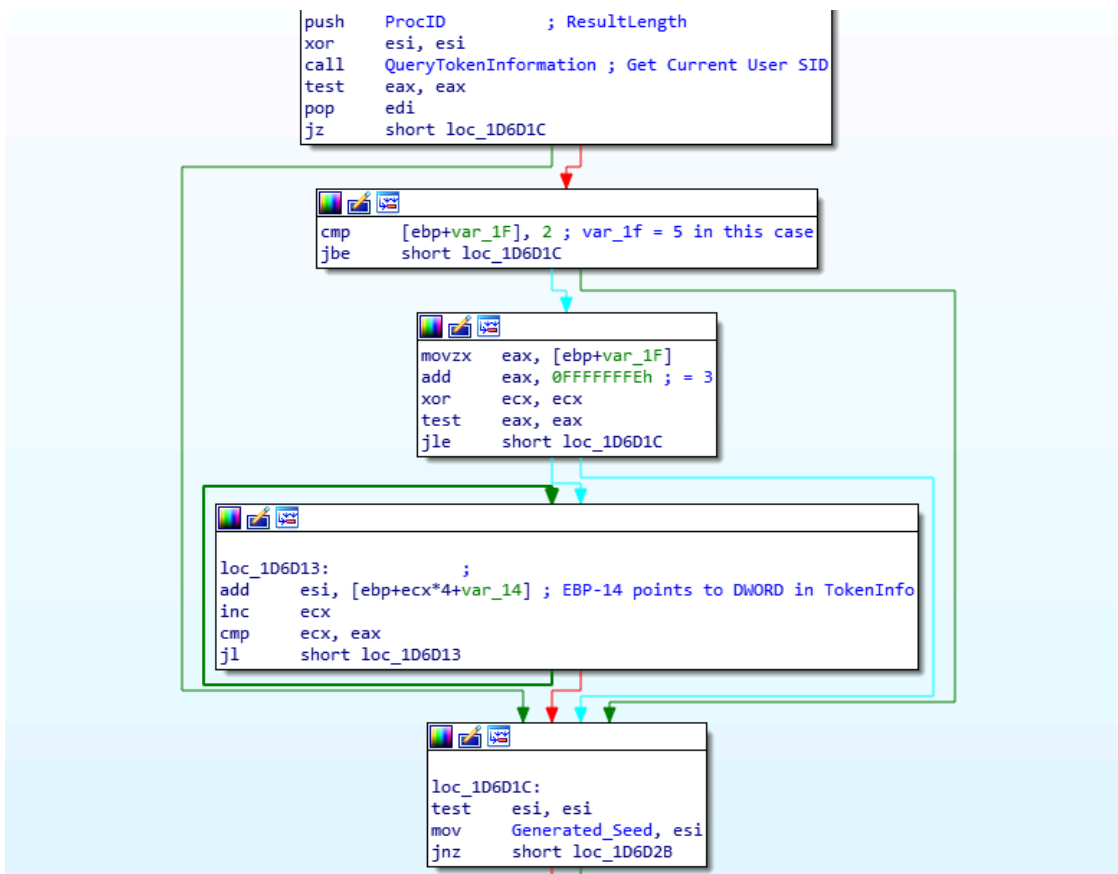 push ProcID ; ResultLength
xor esi, esi
call QueryTokenInformation ; Get Current User SID
test eax, eax
pop edi
jz short loc_1D6D1C
cmp [ebp+var_1F], 2 ; var_1f = 5 in this case
jbe short loc_1D6D1C
movzx eax, [ebp+var_1F]
add eax, 0FFFFFFFEh ; = 3
xor ecx, ecx
test eax, eax
jle short loc_1D6D1C
loc_1D6D13: ;
add esi, [ebp+ecx*4+var_14] ; EBP-14 points to DWORD in TokenInfo
inc ecx
cmp ecx, eax
jl short loc_1D6D13
loc_1D6D1C:
test esi, esi
mov Generated_Seed, esi
jnz short loc_1D6D2B